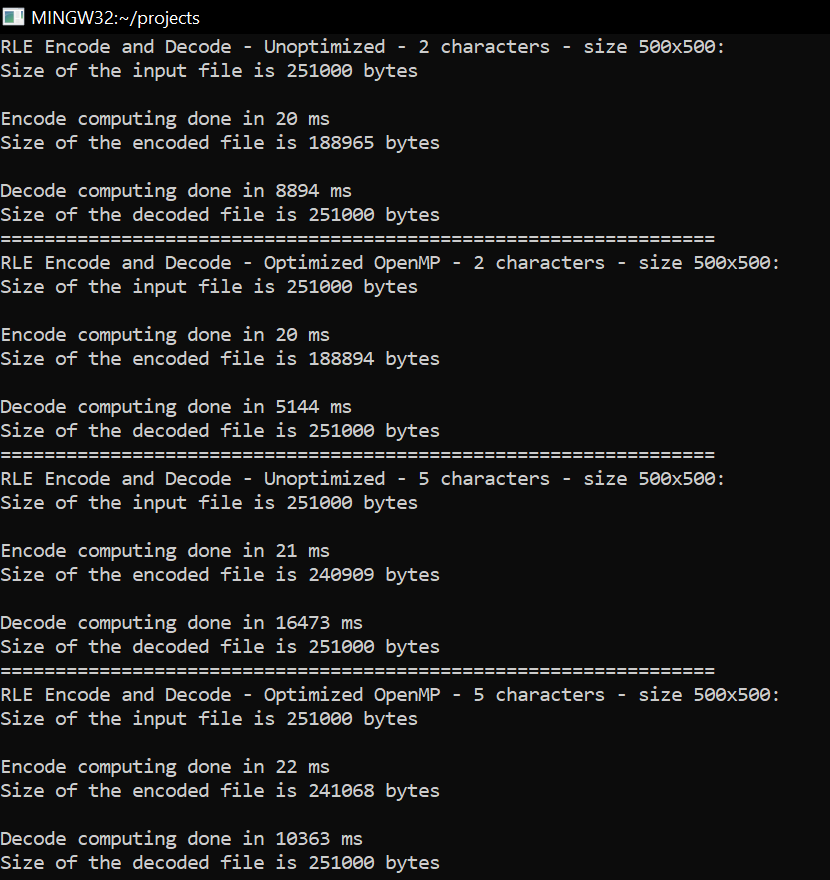 MINGW32:~/projects
RLE Encode and Decode - Unoptimized - 2 characters - size 500x500:
Size of the input file is 251000 bytes
Encode computing done in 20 ms
Size of the encoded file is 188965 bytes
Decode computing done in 8894 ms
Size of the decoded file is 251000 bytes
=================================================================
RLE Encode and Decode - Optimized OpenMP - 2 characters - size 500x500:
Size of the input file is 251000 bytes
Encode computing done in 20 ms
Size of the encoded file is 188894 bytes
Decode computing done in 5144 ms
Size of the decoded file is 251000 bytes
=================================================================
RLE Encode and Decode - Unoptimized - 5 characters - size 500x500:
Size of the input file is 251000 bytes
Encode computing done in 21 ms
Size of the encoded file is 240909 bytes
Decode computing done in 16473 ms
Size of the decoded file is 251000 bytes
=================================================================
RLE Encode and Decode - Optimized OpenMP - 5 characters - size 500x500:
Size of the input file is 251000 bytes
Encode computing done in 22 ms
Size of the encoded file is 241068 bytes
Decode computing done in 10363 ms
Size of the decoded file is 251000 bytes